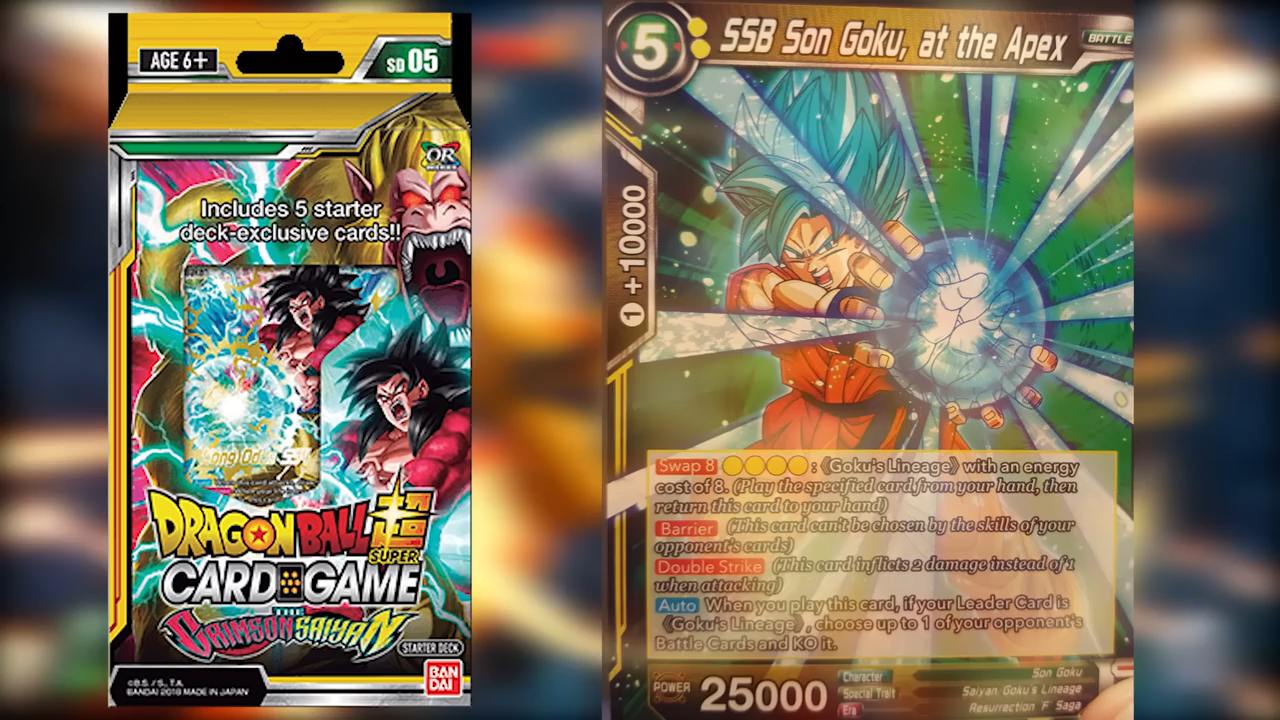 AGE 6+
SD 05
Includes 5 starter
deck-exclusive cards!!
DRAGON BALL 超
SUPER
CARD GAME
THE
CRIMSON SAIYAN
STARTER DECK
©B.S./S.,T.A.
BANDAI 2018 MADE IN JAPAN
BAN
DAI
5
SSB Son Goku, at the Apex
BATTLE
1 +10000
Swap 8 : 《Goku's Lineage》 with an energy
cost of 8. (Play the specified card from your hand, then
return this card to your hand)
Barrier (This card can't be chosen by the skills of your
opponent's cards)
Double Strike (This card inflicts 2 damage instead of 1
when attacking)
Auto When you play this card, if your Leader Card is
《Goku's Lineage》, choose up to 1 of your opponent's
Battle Cards and KO it.
POWER 25000
Character Son Goku
Special Trait Saiyan Goku's Lineage
Era Resurrection F Saga